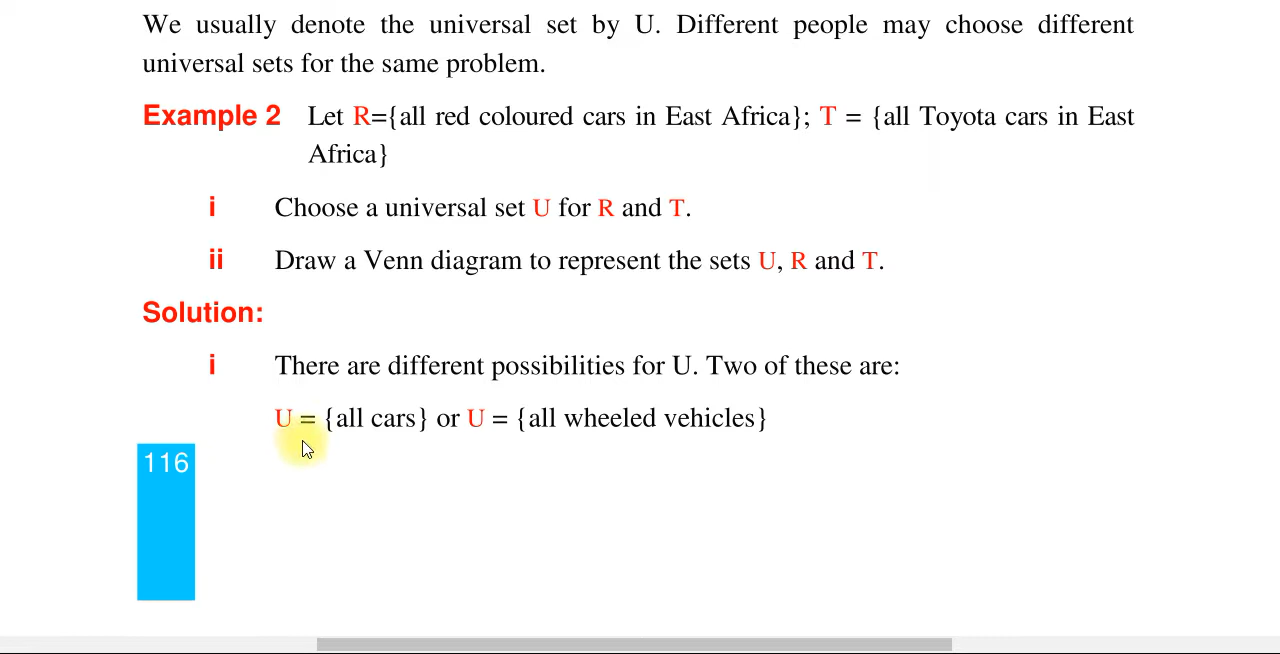 We usually denote the universal set by U. Different people may choose different
universal sets for the same problem.
Example 2 Let R={all red coloured cars in East Africa}; T = {all Toyota cars in East
Africa}
i Choose a universal set U for R and T.
ii Draw a Venn diagram to represent the sets U, R and T.
Solution:
i There are different possibilities for U. Two of these are:
U = {all cars} or U = {all wheeled vehicles}
116